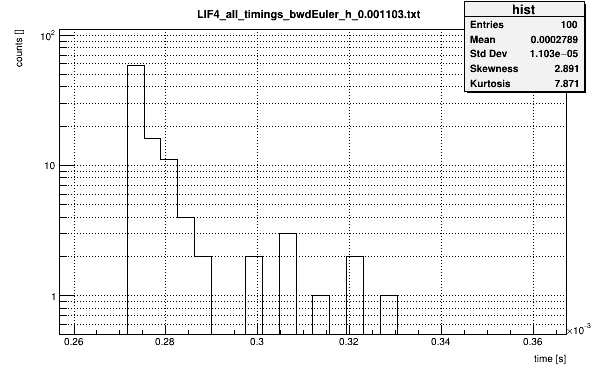 LIF4_all_timings_bwdEuler_h_0.001103.txt
hist
Entries 100
Mean 0.0002789
Std Dev 1.103e−05
Skewness 2.891
Kurtosis 7.871
counts []
10²
10
1
0.26 0.28 0.3 0.32 0.34 0.36
×10⁻³
time [s]